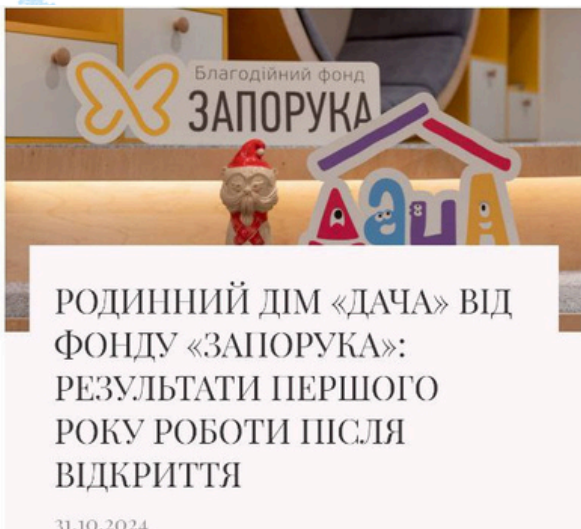 Благодійний фонд
ЗАПОРУКА
ДАЧА
РОДИННИЙ ДІМ «ДАЧА» ВІД
ФОНДУ «ЗАПОРУКА»:
РЕЗУЛЬТАТИ ПЕРШОГО
РОКУ РОБОТИ ПІСЛЯ
ВІДКРИТТЯ
31.10.2024